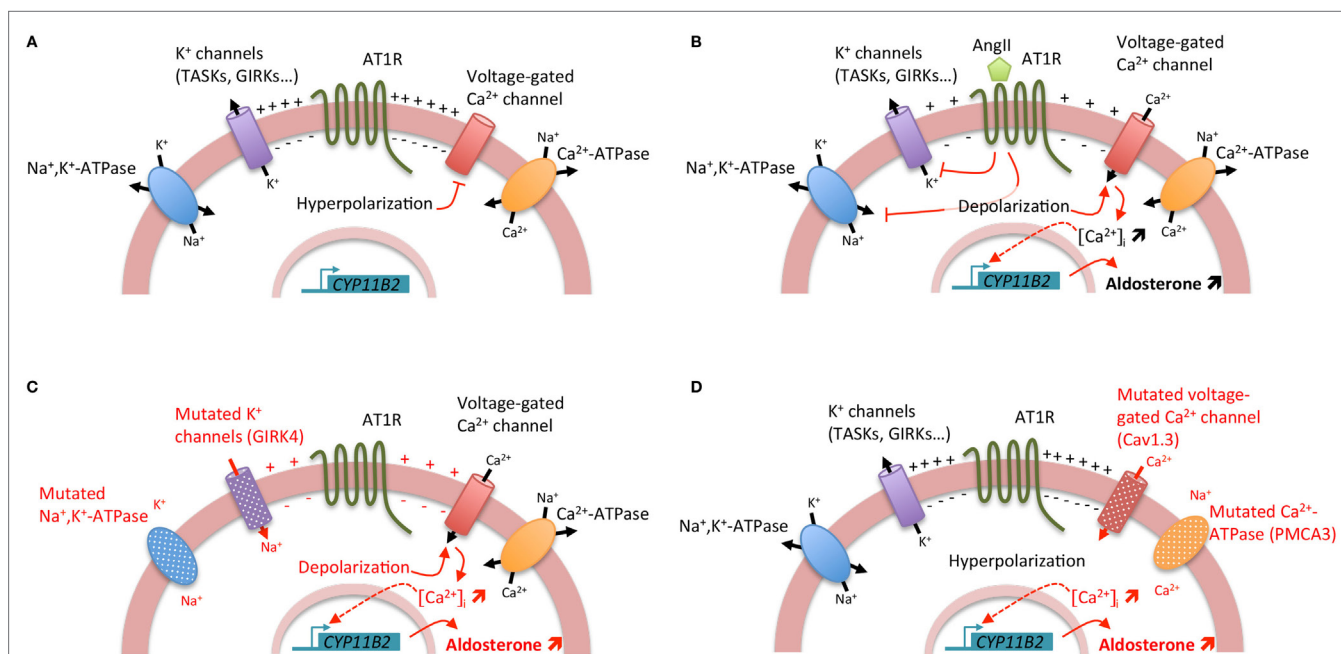 A
K⁺ channels
(TASKs, GIRKs...)
AT1R
Voltage-gated
Ca²⁺ channel
++++
+++++
- - -
- - - - -
Na⁺,K⁺-ATPase
K⁺
Na⁺
K⁺
Hyperpolarization
Na⁺
Ca²⁺-ATPase
Ca²⁺
CYP11B2
B
K⁺ channels
(TASKs, GIRKs...)
AngII
AT1R
Voltage-gated
Ca²⁺ channel
+ +
+ + +
- -
- -
Ca²⁺
Na⁺,K⁺-ATPase
K⁺
Na⁺
K⁺
Depolarization
Na⁺
Ca²⁺-ATPase
Ca²⁺
[Ca²⁺]i
CYP11B2
Aldosterone
C
Mutated K⁺
channels (GIRK4)
AT1R
Voltage-gated
Ca²⁺ channel
+ +
+ + +
- -
- -
Ca²⁺
Mutated
Na⁺,K⁺-ATPase
K⁺
Na⁺
Na⁺
Depolarization
Na⁺
Ca²⁺-ATPase
Ca²⁺
[Ca²⁺]i
CYP11B2
Aldosterone
D
K⁺ channels
(TASKs, GIRKs...)
AT1R
Mutated voltage-
gated Ca²⁺ channel
(Cav1.3)
Ca²⁺
++++
+++++
- - -
- - - - -
Na⁺,K⁺-ATPase
K⁺
Na⁺
K⁺
Hyperpolarization
Na⁺
Mutated Ca²⁺-
ATPase (PMCA3)
Ca²⁺
[Ca²⁺]i
CYP11B2
Aldosterone